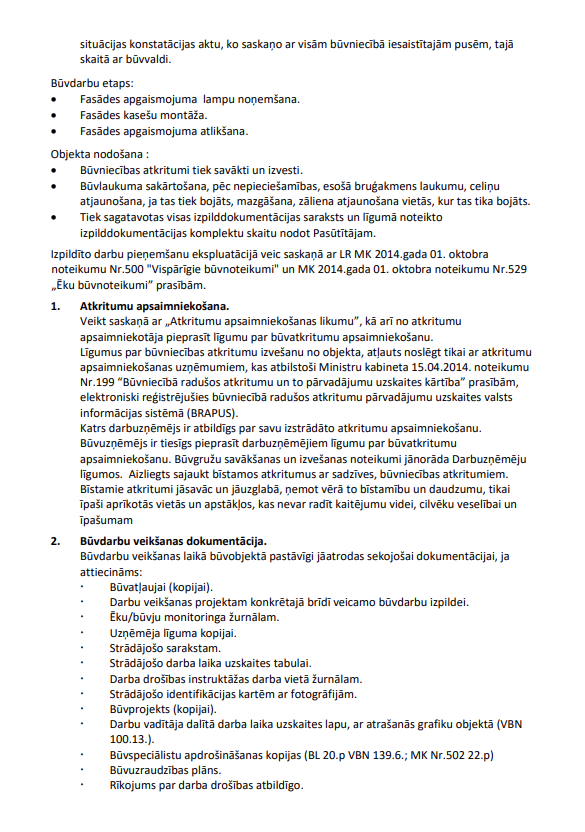 situācijas konstatācijas aktu, ko saskaņo ar visām būvniecībā iesaistītajām pusēm, tajā
skaitā ar būvvaldi.
Būvdarbu etaps:
• Fasādes apgaismojuma lampu noņemšana.
• Fasādes kasešu montāža.
• Fasādes apgaismojuma atlikšana.
Objekta nodošana :
• Būvniecības atkritumi tiek savākti un izvesti.
• Būvlaukuma sakārtošana, pēc nepieciešamības, esošā bruģakmens laukumu, celiņu
atjaunošana, ja tas tiek bojāts, mazgāšana, zāliena atjaunošana vietās, kur tas tika bojāts.
• Tiek sagatavotas visas izpilddokumentācijas saraksts un līgumā noteikto
izpilddokumentācijas komplektu skaitu nodot Pasūtītājam.
Izpildīto darbu pieņemšanu ekspluatācijā veic saskaņā ar LR MK 2014.gada 01. oktobra
noteikumu Nr.500 "Vispārīgie būvnoteikumi" un MK 2014.gada 01. oktobra noteikumu Nr.529
„Ēku būvnoteikumi” prasībām.
1. Atkritumu apsaimniekošana.
Veikt saskaņā ar „Atkritumu apsaimniekošanas likumu”, kā arī no atkritumu
apsaimniekotāja pieprasīt līgumu par būvatkritumu apsaimniekošanu.
Līgumus par būvniecības atkritumu izvešanu no objekta, atļauts noslēgt tikai ar atkritumu
apsaimniekošanas uzņēmumiem, kas atbilstoši Ministru kabineta 15.04.2014. noteikumu
Nr.199 “Būvniecībā radušos atkritumu un to pārvadājumu uzskaites kārtība” prasībām,
elektroniski reģistrējušies būvniecībā radušos atkritumu pārvadājumu uzskaites valsts
informācijas sistēmā (BRAPUS).
Katrs darbuzņēmējs ir atbildīgs par savu izstrādāto atkritumu apsaimniekošanu.
Būvuzņēmējs ir tiesīgs pieprasīt darbuzņēmējiem līgumu par būvatkritumu
apsaimniekošanu. Būvgružu savākšanas un izvešanas noteikumi jānorāda Darbuzņēmēju
līgumos. Aizliegts sajaukt bīstamos atkritumus ar sadzīves, būvniecības atkritumiem.
Bīstamie atkritumi jāsavāc un jāuzglabā, ņemot vērā to bīstamību un daudzumu, tikai
īpaši aprīkotās vietās un apstākļos, kas nevar radīt kaitējumu videi, cilvēku veselībai un
īpašumam
2. Būvdarbu veikšanas dokumentācija.
Būvdarbu veikšanas laikā būvobjektā pastāvīgi jāatrodas sekojošai dokumentācijai, ja
attiecināms:
· Būvatļaujai (kopijai).
· Darbu veikšanas projektam konkrētajā brīdī veicamo būvdarbu izpildei.
· Ēku/būvju monitoringa žurnālam.
· Uzņēmēja līguma kopijai.
· Strādājošo sarakstam.
· Strādājošo darba laika uzskaites tabulai.
· Darba drošības instruktāžas darba vietā žurnālam.
· Strādājošo identifikācijas kartēm ar fotogrāfijām.
· Būvprojekts (kopijai).
· Darbu vadītāja dalītā darba laika uzskaites lapu, ar atrašanās grafiku objektā (VBN
100.13.).
· Būvspeciālistu apdrošināšanas kopijas (BL 20.p VBN 139.6.; MK Nr.502 22.p)
· Būvuzraudzības plāns.
· Rīkojums par darba drošības atbildīgo.